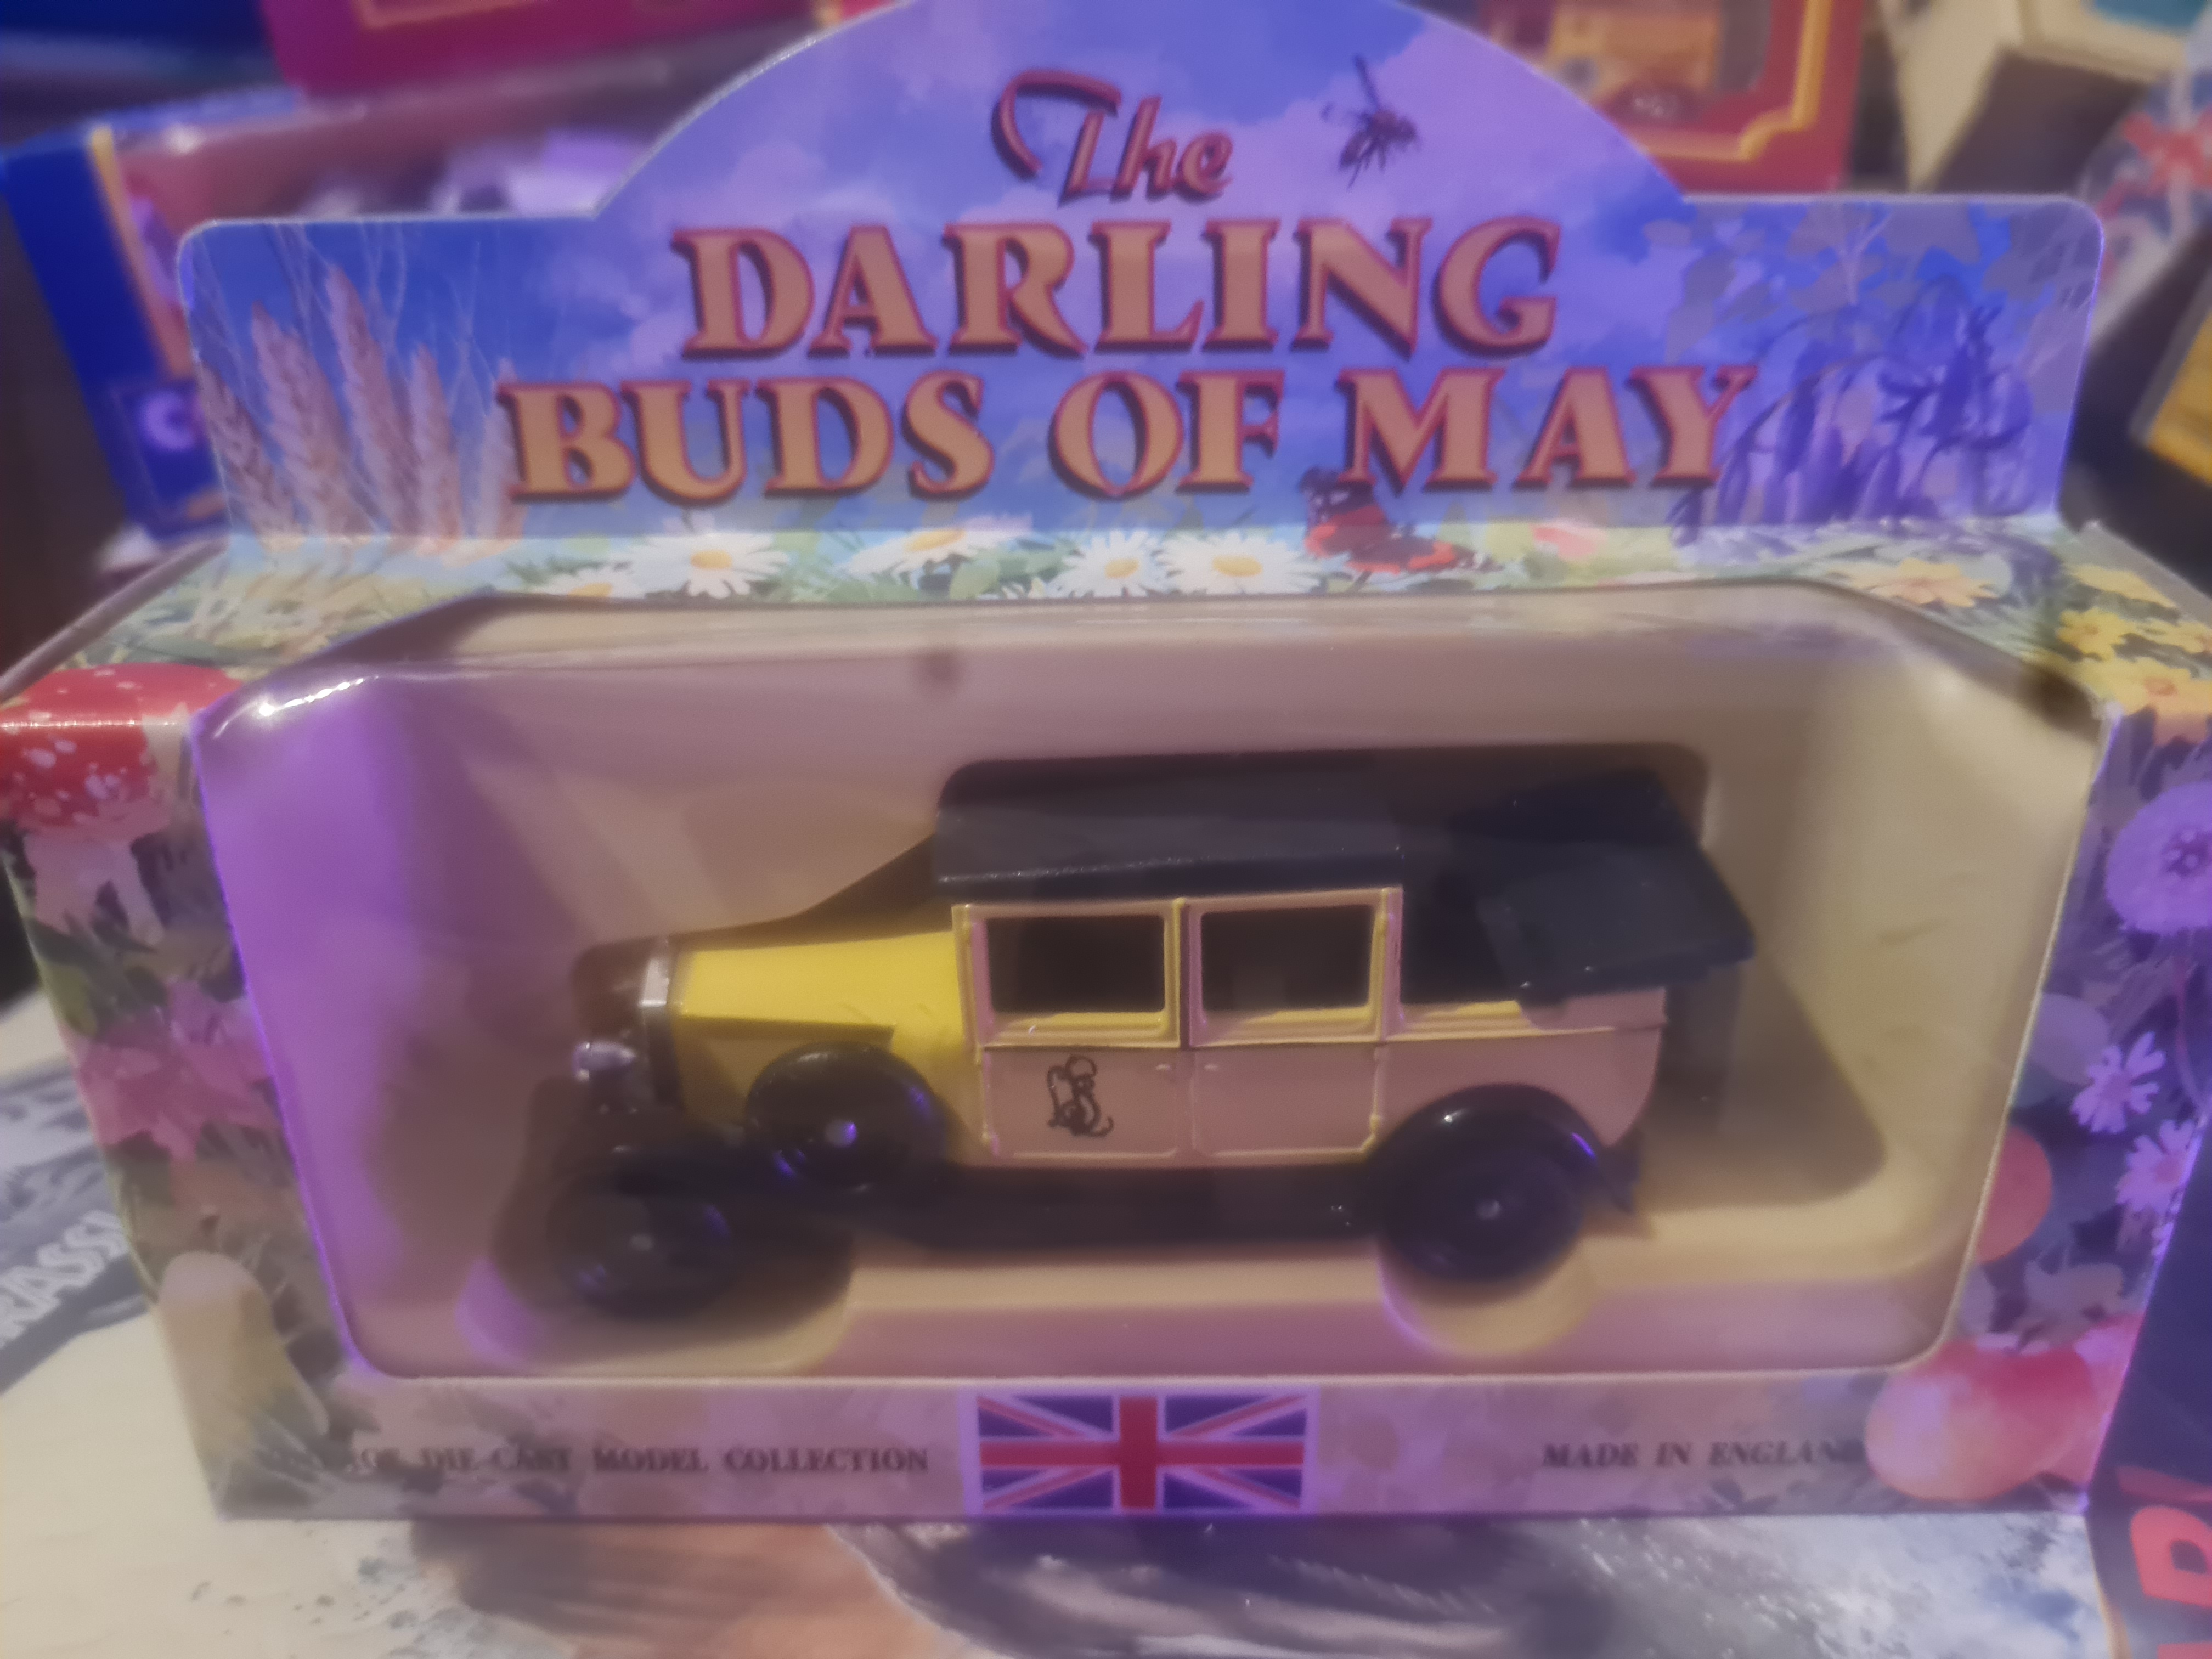 The
DARLING
BUDS OF MAY
DIE-CAST MODEL COLLECTION
MADE IN ENGLAND